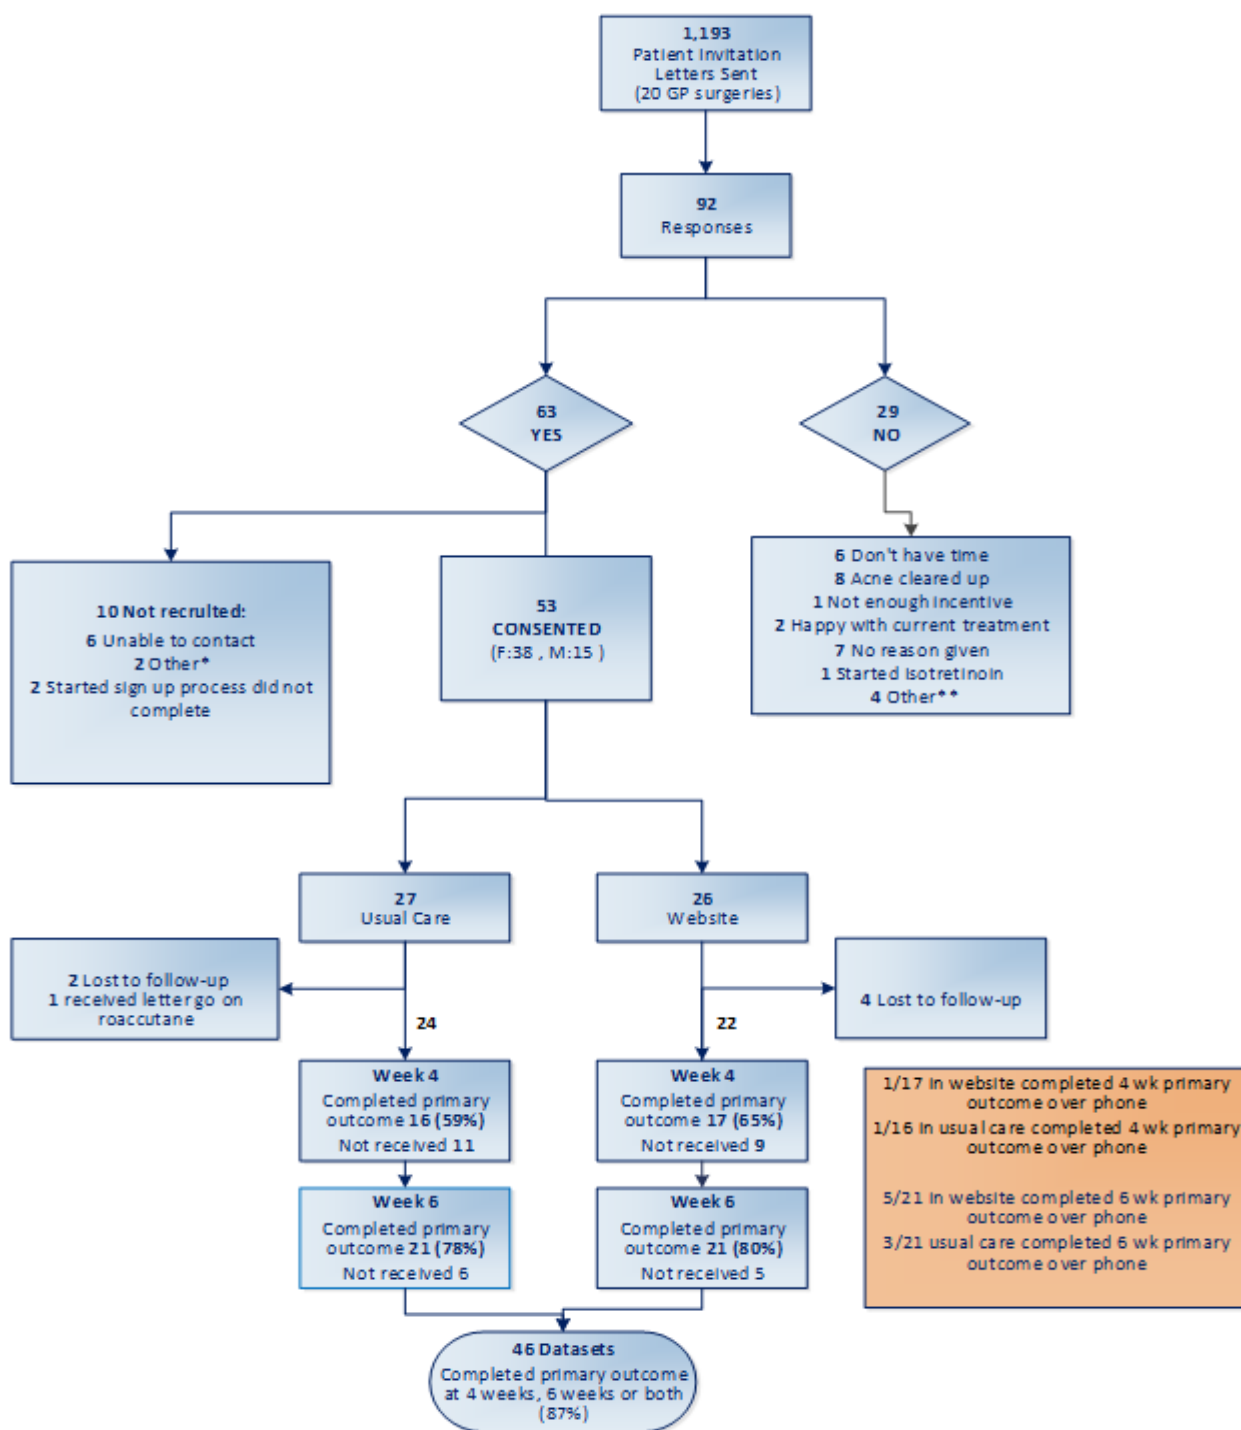 1,193
Patient Invitation
Letters Sent
(20 GP surgeries)
92
Responses
63
YES
29
NO
10 Not recruited:
6 Unable to contact
2 Other*
2 Started sign up process did not
complete
53
CONSENTED
(F:38 , M:15 )
6 Don't have time
8 Acne cleared up
1 Not enough incentive
2 Happy with current treatment
7 No reason given
1 Started Isotretinoin
4 Other**
27
Usual Care
26
Website
2 Lost to follow-up
1 received letter go on
roaccutane
24
22
4 Lost to follow-up
Week 4
Completed primary
outcome 16 (59%)
Not received 11
Week 4
Completed primary
outcome 17 (65%)
Not received 9
1/17 in website completed 4 wk primary
outcome over phone
1/16 in usual care completed 4 wk primary
outcome over phone
5/21 in website completed 6 wk primary
outcome over phone
3/21 usual care completed 6 wk primary
outcome over phone
Week 6
Completed primary
outcome 21 (78%)
Not received 6
Week 6
Completed primary
outcome 21 (80%)
Not received 5
46 Datasets
Completed primary outcome
at 4 weeks, 6 weeks or both
(87%)